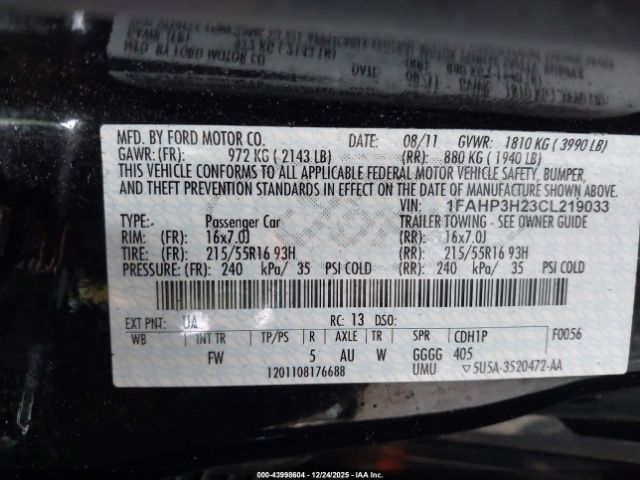 MFD. BY FORD MOTOR CO. DATE: 08/11 GVWR: 1810 KG ( 3990 LB)
GAWR: (FR): 972 KG ( 2143 LB) (RR): 880 KG ( 1940 LB)
THIS VEHICLE CONFORMS TO ALL APPLICABLE FEDERAL MOTOR VEHICLE SAFETY, BUMPER,
AND THEFT PREVENTION STANDARDS IN EFFECT ON THE DATE OF MANUFACTURE SHOWN ABOVE.
VIN: 1FAHP3H23CL219033
TYPE: Passenger Car TRAILER TOWING - SEE OWNER GUIDE
RIM: (FR): 16x7.0J (RR): 16x7.0J
TIRE: (FR): 215/55R16 93H (RR): 215/55R16 93H
PRESSURE: (FR): 240 kPa/ 35 PSI COLD (RR): 240 kPa/ 35 PSI COLD
EXT PNT: UA RC: 13 DSO:
WB INT TR TP/PS R AXLE TR SPR CDH1P F0056
FW 5 AU W GGGG 405
1201108176688 UMU ▽5U5A-3520472-AA
000-43998604 - 12/24/2025 - IAAI.COM